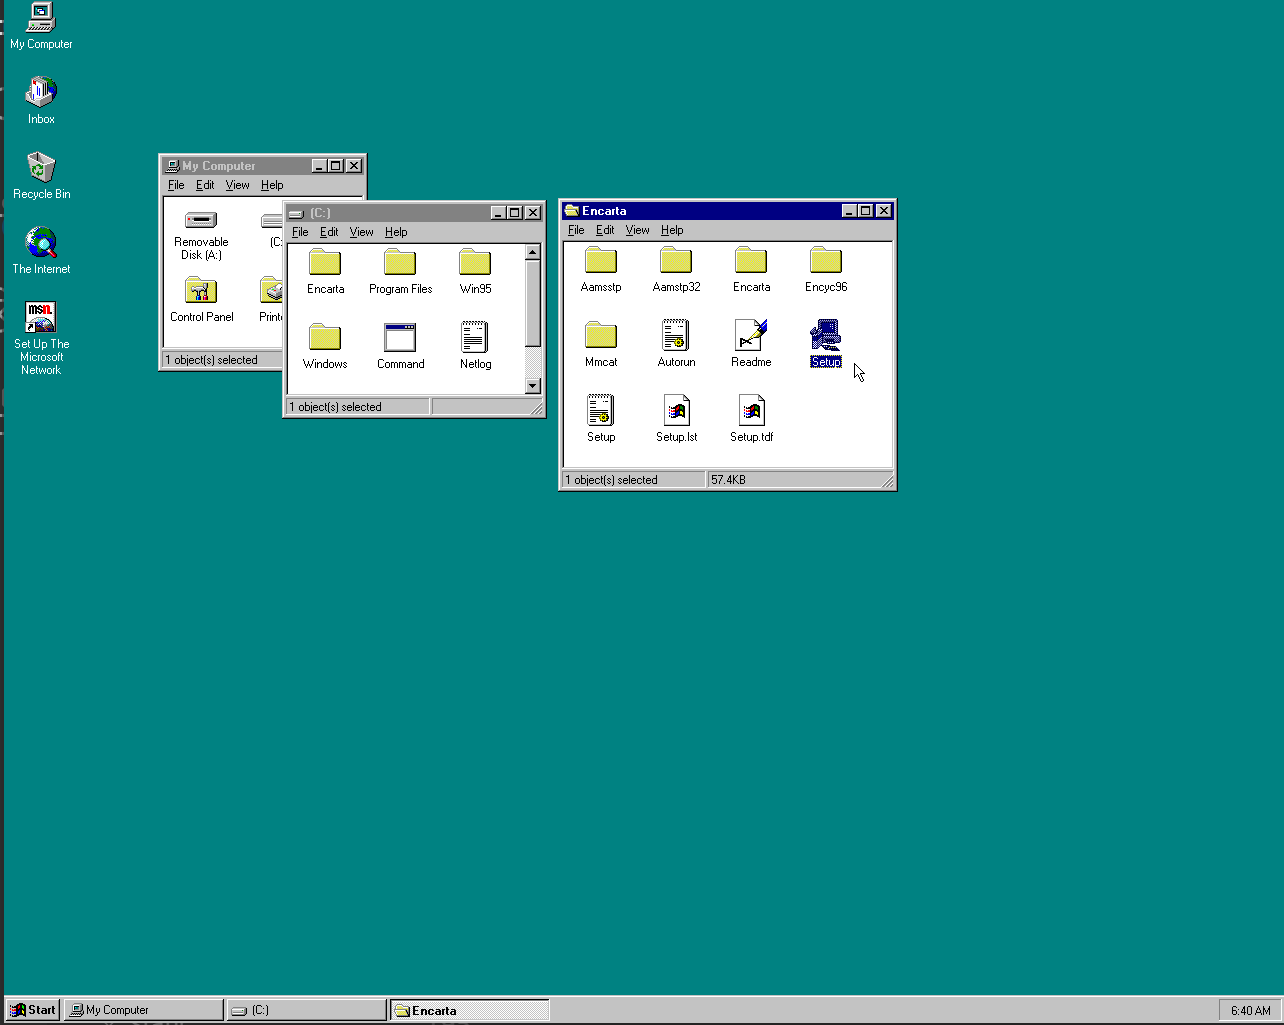 My Computer
Inbox
Recycle Bin
The Internet
msn.
Set Up The
Microsoft
Network
My Computer
File Edit View Help
Removable
Disk (A:)
(C:
Control Panel
Printe
1 object(s) selected
(C:)
File Edit View Help
Encarta Program Files Win95
Windows Command Netlog
1 object(s) selected
Encarta
File Edit View Help
Aamsstp Aamstp32 Encarta Encyc96
Mmcat Autorun Readme Setup
Setup Setup.lst Setup.tdf
1 object(s) selected 57.4KB
Start My Computer (C:) Encarta 6:40 AM